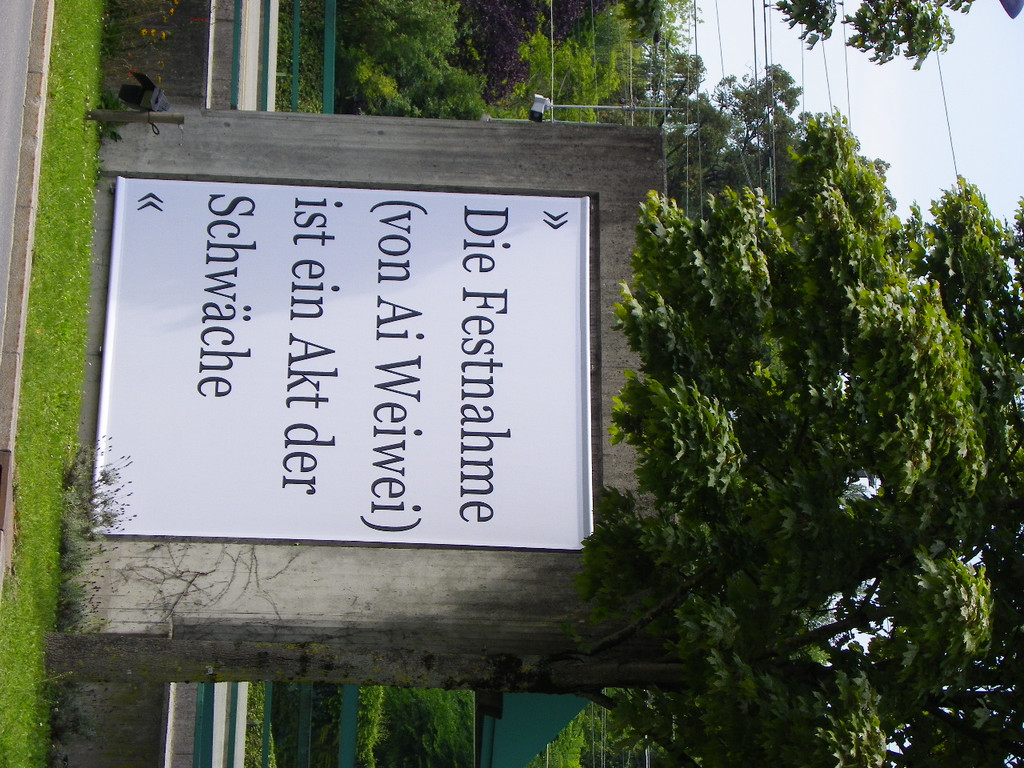 »
Die Festnahme
(von Ai Weiwei)
ist ein Akt der
Schwäche
«